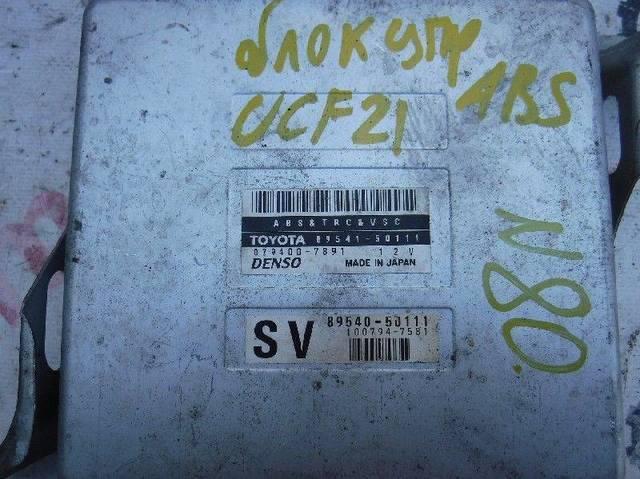 блок упр
ABS
UCF21
ABS&TRC&VSC
TOYOTA 89541-50111
079400-7891 12V
DENSO MADE IN JAPAN
SV 89540-50111
100794-7581
N80.